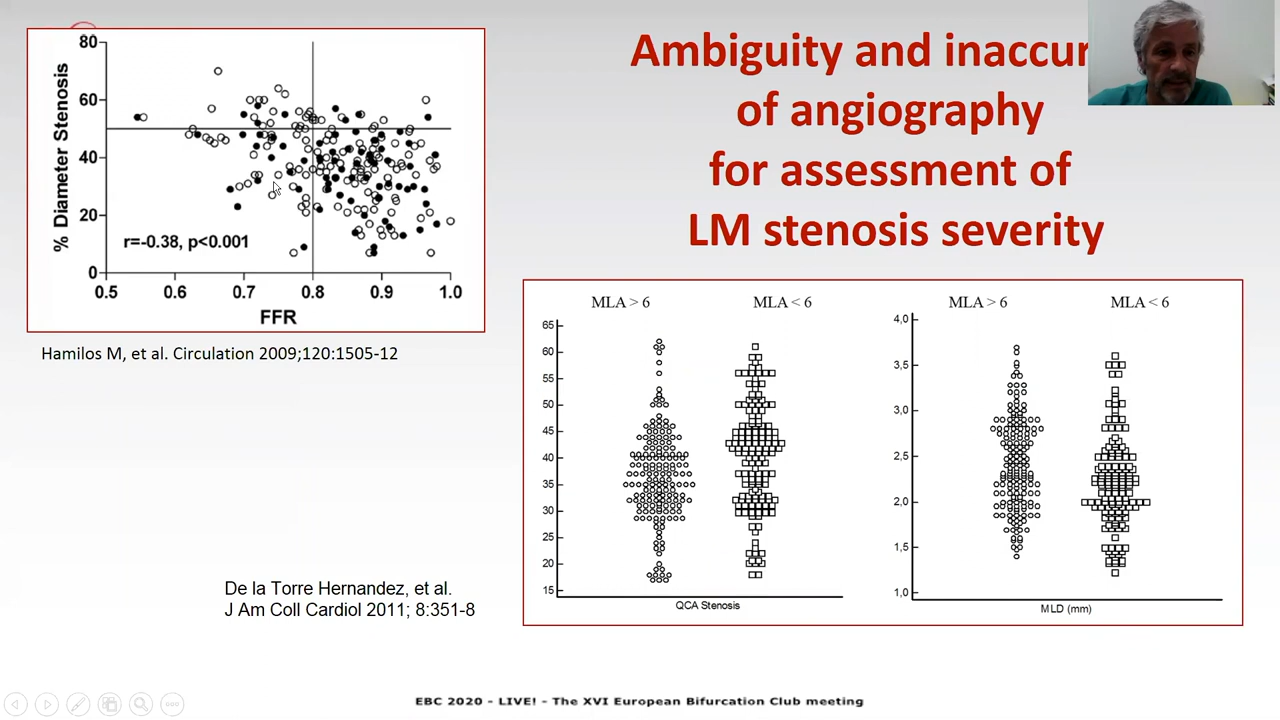 Ambiguity and inaccur
of angiography
for assessment of
LM stenosis severity
% Diameter Stenosis
80
60
40
20
0
r=-0.38, p<0.001
0.5 0.6 0.7 0.8 0.9 1.0
FFR
Hamilos M, et al. Circulation 2009;120:1505-12
MLA > 6 MLA < 6
65
60
55
50
45
40
35
30
25
20
15
QCA Stenosis
MLA > 6 MLA < 6
4,0
3,5
3,0
2,5
2,0
1,5
1,0
MLD (mm)
De la Torre Hernandez, et al.
J Am Coll Cardiol 2011; 8:351-8
EBC 2020 - LIVE! - The XVI European Bifurcation Club meeting